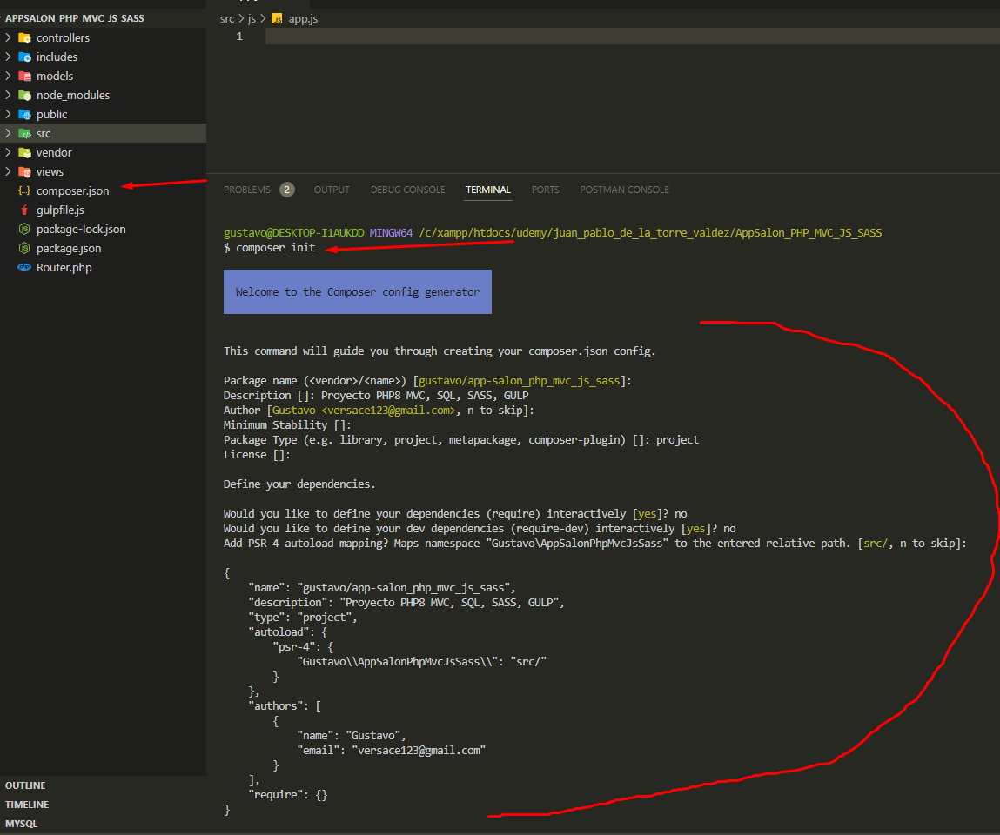 APPSALON_PHP_MVC_JS_SASS
controllers
includes
models
node_modules
public
src
vendor
views
composer.json
gulpfile.js
package-lock.json
package.json
Router.php
OUTLINE
TIMELINE
MYSQL
src > js > JS app.js
1
PROBLEMS 2 OUTPUT DEBUG CONSOLE TERMINAL PORTS POSTMAN CONSOLE
gustavo@DESKTOP-I1AUKDD MINGW64 /c/xampp/htdocs/udemy/juan_pablo_de_la_torre_valdez/AppSalon_PHP_MVC_JS_SASS
$ composer init
Welcome to the Composer config generator
This command will guide you through creating your composer.json config.
Package name (<vendor>/<name>) [gustavo/app-salon_php_mvc_js_sass]:
Description []: Proyecto PHP8 MVC, SQL, SASS, GULP
Author [Gustavo <versace123@gmail.com>, n to skip]:
Minimum Stability []:
Package Type (e.g. library, project, metapackage, composer-plugin) []: project
License []:
Define your dependencies.
Would you like to define your dependencies (require) interactively [yes]? no
Would you like to define your dev dependencies (require-dev) interactively [yes]? no
Add PSR-4 autoload mapping? Maps namespace "Gustavo\AppSalonPhpMvcJsSass" to the entered relative path. [src/, n to skip]:
{
"name": "gustavo/app-salon_php_mvc_js_sass",
"description": "Proyecto PHP8 MVC, SQL, SASS, GULP",
"type": "project",
"autoload": {
"psr-4": {
"Gustavo\\AppSalonPhpMvcJsSass\\": "src/"
}
},
"authors": [
{
"name": "Gustavo",
"email": "versace123@gmail.com"
}
],
"require": {}
}